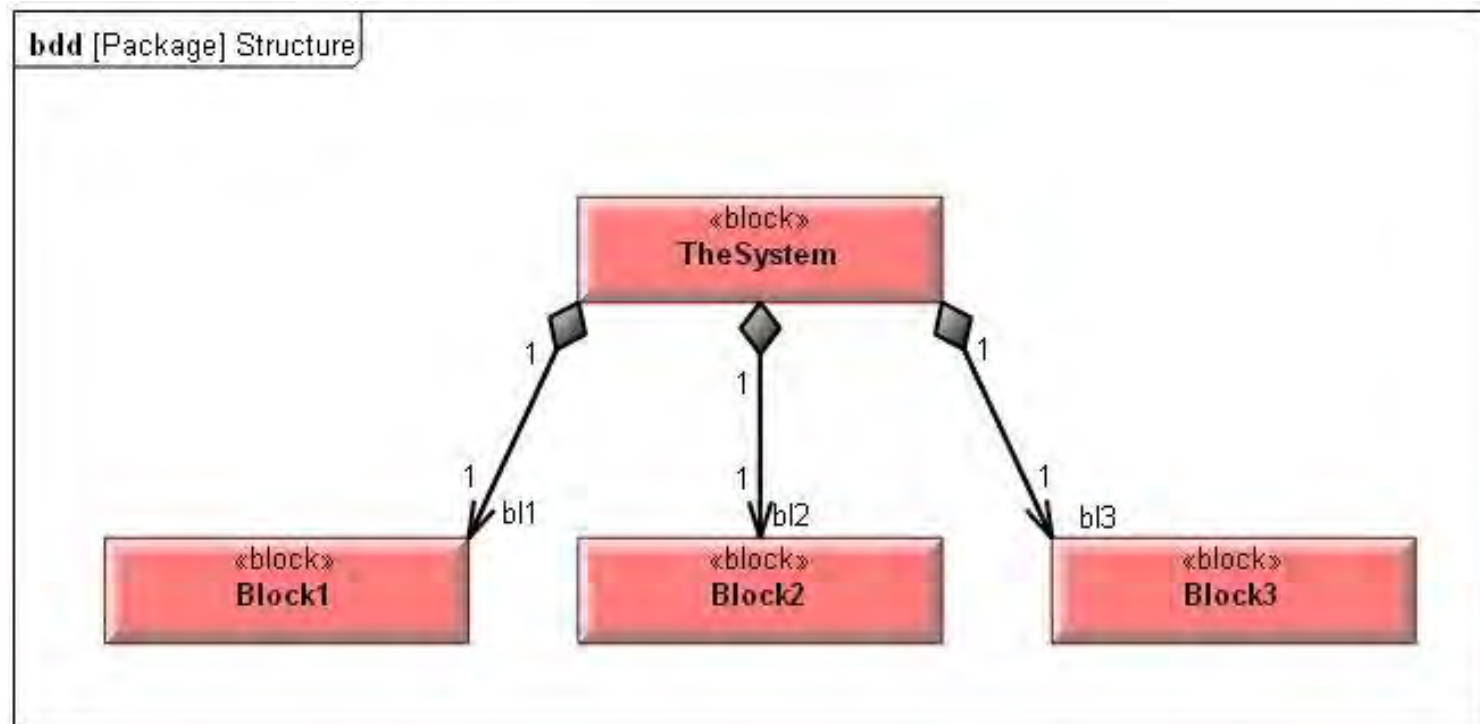 bdd [Package] Structure
«block»
TheSystem
1
1
1
1
1
1
bl1
bl2
bl3
«block»
Block1
«block»
Block2
«block»
Block3